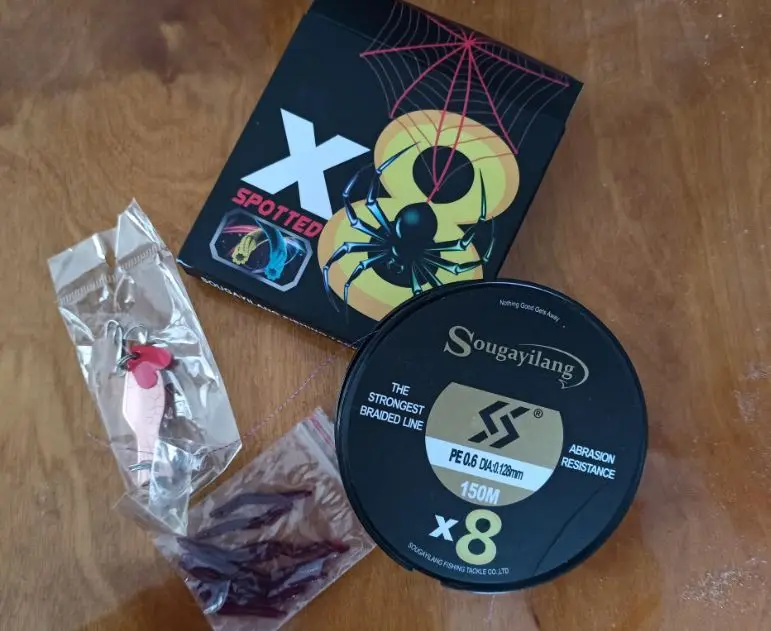 X8
SPOTTED
Nothing Good Gets Away
Sougayilang
THE
STRONGEST
BRAIDED LINE
®
PE 0.6 DIA:0.128mm
ABRASION
RESISTANCE
150M
x8
SOUGAYILANG FISHING TACKLE CO.,LTD
SOUGAYILANG